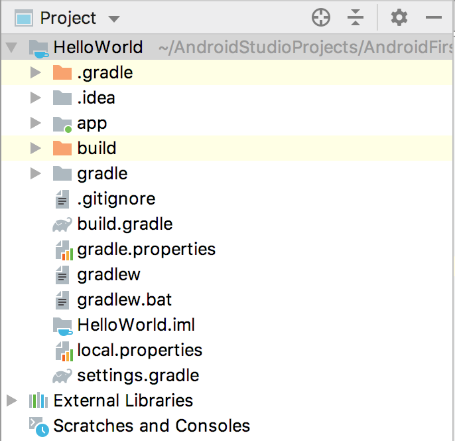 Project
HelloWorld ~/AndroidStudioProjects/AndroidFirs
.gradle
.idea
app
build
gradle
.gitignore
build.gradle
gradle.properties
gradlew
gradlew.bat
HelloWorld.iml
local.properties
settings.gradle
External Libraries
Scratches and Consoles